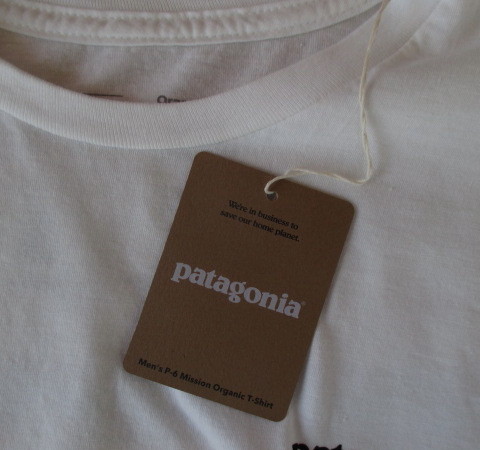 We're in business to
save our home planet.
patagonia®
Men's P-6 Mission Organic T-Shirt